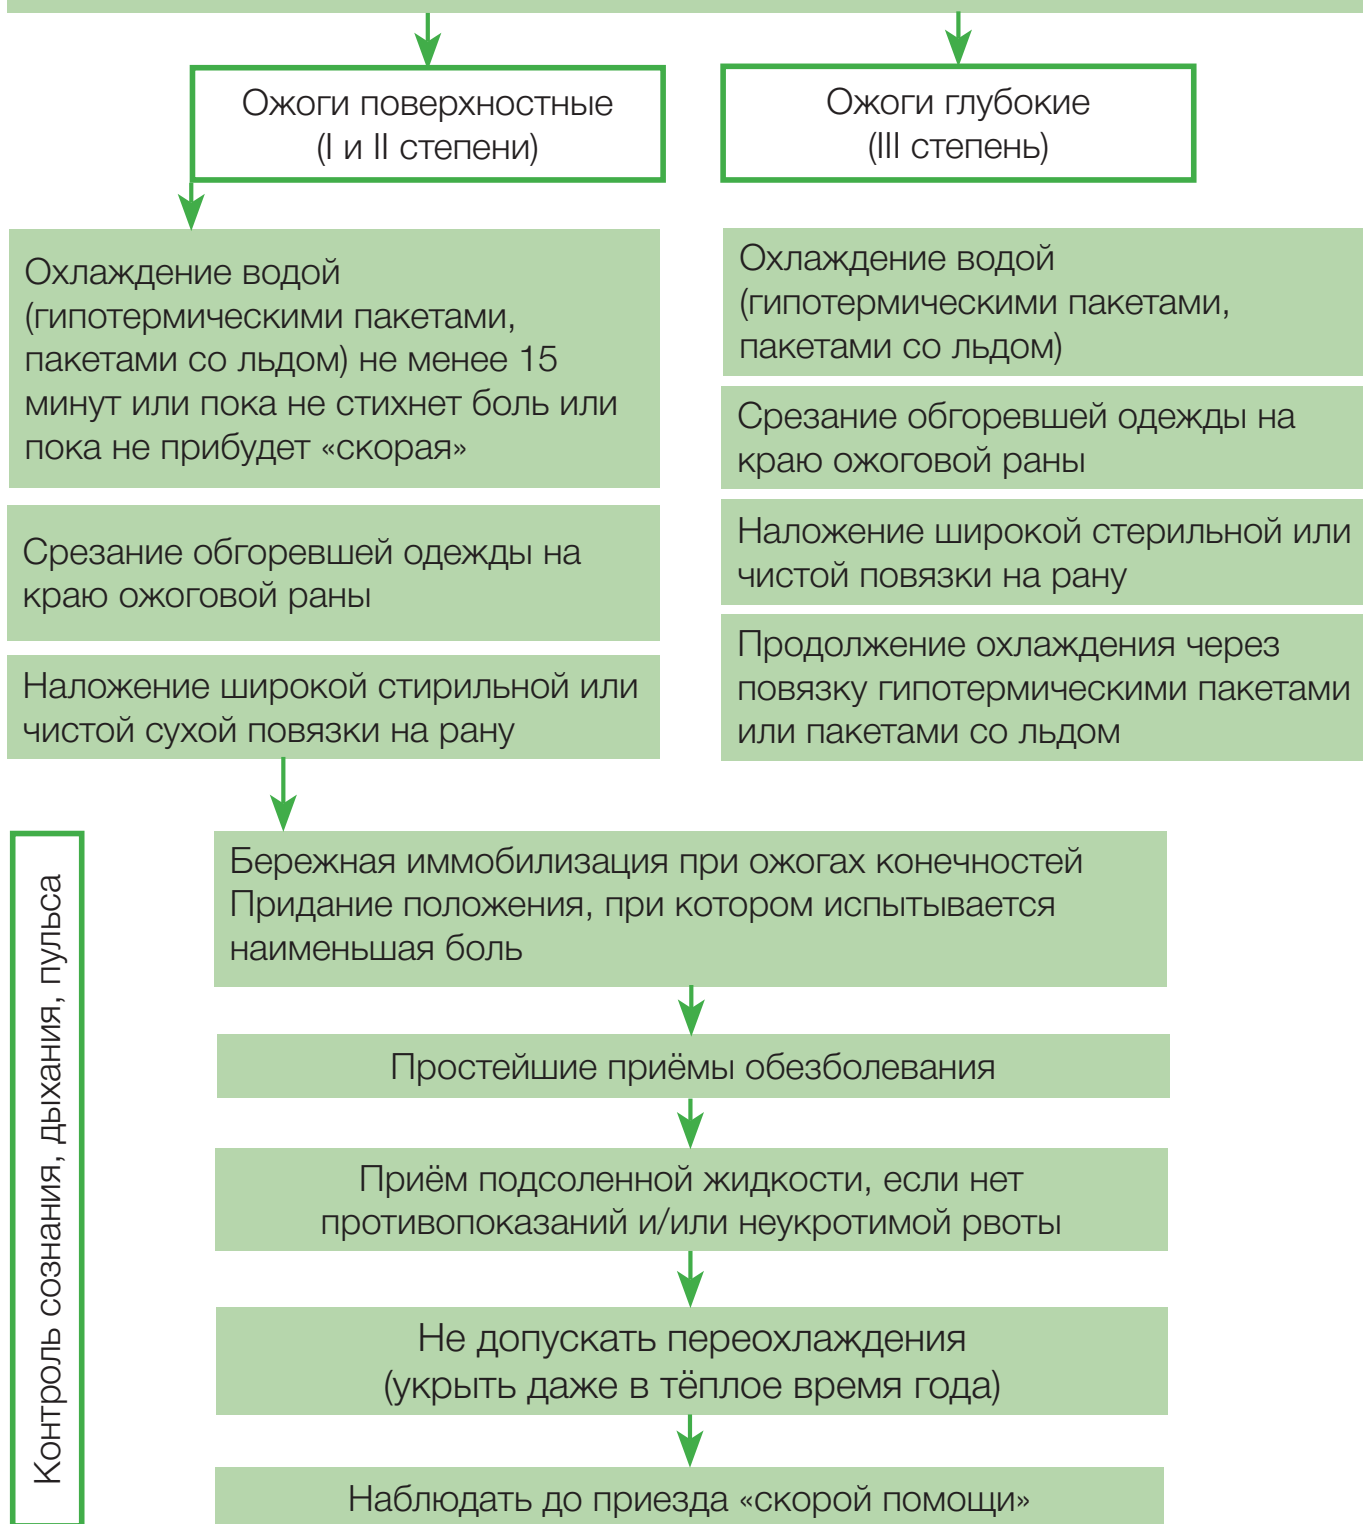 Ожоги поверхностные
(I и II степени)
Охлаждение водой
(гипотермическими пакетами,
пакетами со льдом) не менее 15
минут или пока не стихнет боль или
пока не прибудет «скорая»
Срезание обгоревшей одежды на
краю ожоговой раны
Наложение широкой стирильной или
чистой сухой повязки на рану
Ожоги глубокие
(III степень)
Охлаждение водой
(гипотермическими пакетами,
пакетами со льдом)
Срезание обгоревшей одежды на
краю ожоговой раны
Наложение широкой стерильной или
чистой повязки на рану
Продолжение охлаждения через
повязку гипотермическими пакетами
или пакетами со льдом
Контроль сознания, дыхания, пульса
Бережная иммобилизация при ожогах конечностей
Придание положения, при котором испытывается
наименьшая боль
Простейшие приёмы обезболевания
Приём подсоленной жидкости, если нет
противопоказаний и/или неукротимой рвоты
Не допускать переохлаждения
(укрыть даже в тёплое время года)
Наблюдать до приезда «скорой помощи»